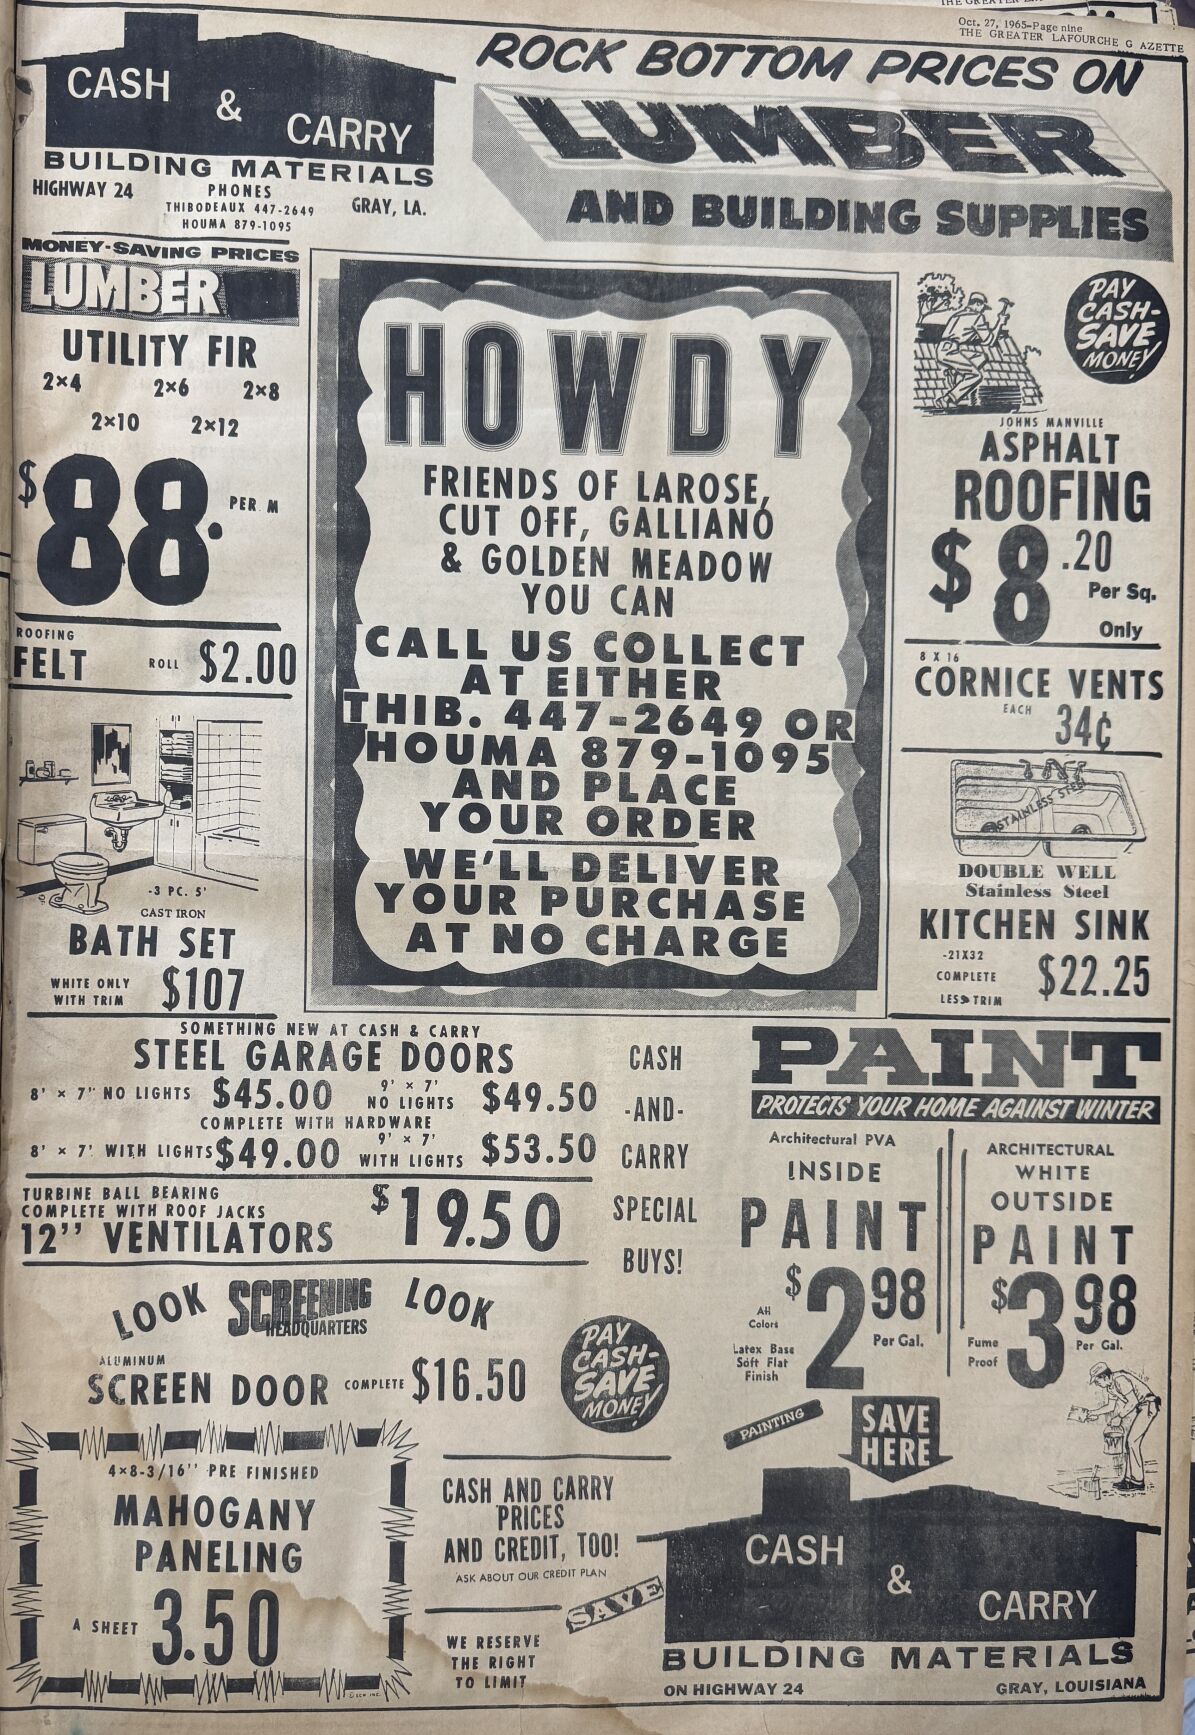 Oct. 27, 1965-Page nine
THE GREATER LAFOURCHE G AZETTE
CASH
&
CARRY
BUILDING MATERIALS
HIGHWAY 24
PHONES
THIBODEAUX 447-2649
HOUMA 879-1095
GRAY, LA.
ROCK BOTTOM PRICES ON
LUMBER
AND BUILDING SUPPLIES
MONEY-SAVING PRICES
LUMBER
UTILITY FIR
2x4 2x6 2x8
2x10 2x12
$88. PER M
ROOFING
FELT ROLL $2.00
-3 PC. 5'
CAST IRON
BATH SET
WHITE ONLY
WITH TRIM
$107
HOWDY
FRIENDS OF LAROSE,
CUT OFF, GALLIANO
& GOLDEN MEADOW
YOU CAN
CALL US COLLECT
AT EITHER
THIB. 447-2649 OR
HOUMA 879-1095
AND PLACE
YOUR ORDER
WE'LL DELIVER
YOUR PURCHASE
AT NO CHARGE
PAY
CASH-
SAVE
MONEY
JOHNS MANVILLE
ASPHALT
ROOFING
$8.20
Per Sq.
Only
8 X 16
CORNICE VENTS
EACH 34¢
STAINLESS STEEL
DOUBLE WELL
Stainless Steel
KITCHEN SINK
-21X32
COMPLETE
LESS TRIM
$22.25
SOMETHING NEW AT CASH & CARRY
STEEL GARAGE DOORS
8' x 7" NO LIGHTS $45.00 9' x 7' NO LIGHTS $49.50
COMPLETE WITH HARDWARE
8' x 7' WITH LIGHTS $49.00 9' x 7' WITH LIGHTS $53.50
TURBINE BALL BEARING
COMPLETE WITH ROOF JACKS
12" VENTILATORS
$19.50
CASH
-AND-
CARRY
SPECIAL
BUYS!
PAINT
PROTECTS YOUR HOME AGAINST WINTER
Architectural PVA
INSIDE
PAINT
$2.98
Per Gal.
All
Colors
Latex Base
Soft Flat
Finish
ARCHITECTURAL
WHITE
OUTSIDE
PAINT
$3.98
Per Gal.
Fume
Proof
LOOK SCREENING HEADQUARTERS LOOK
ALUMINUM
SCREEN DOOR COMPLETE $16.50
PAY
CASH-
SAVE
MONEY
PAINTING
SAVE
HERE
4x8-3/16" PRE FINISHED
MAHOGANY
PANELING
A SHEET 3.50
CASH AND CARRY
PRICES
AND CREDIT, TOO!
ASK ABOUT OUR CREDIT PLAN
SAVE
WE RESERVE
THE RIGHT
TO LIMIT
CASH
&
CARRY
BUILDING MATERIALS
ON HIGHWAY 24 GRAY, LOUISIANA